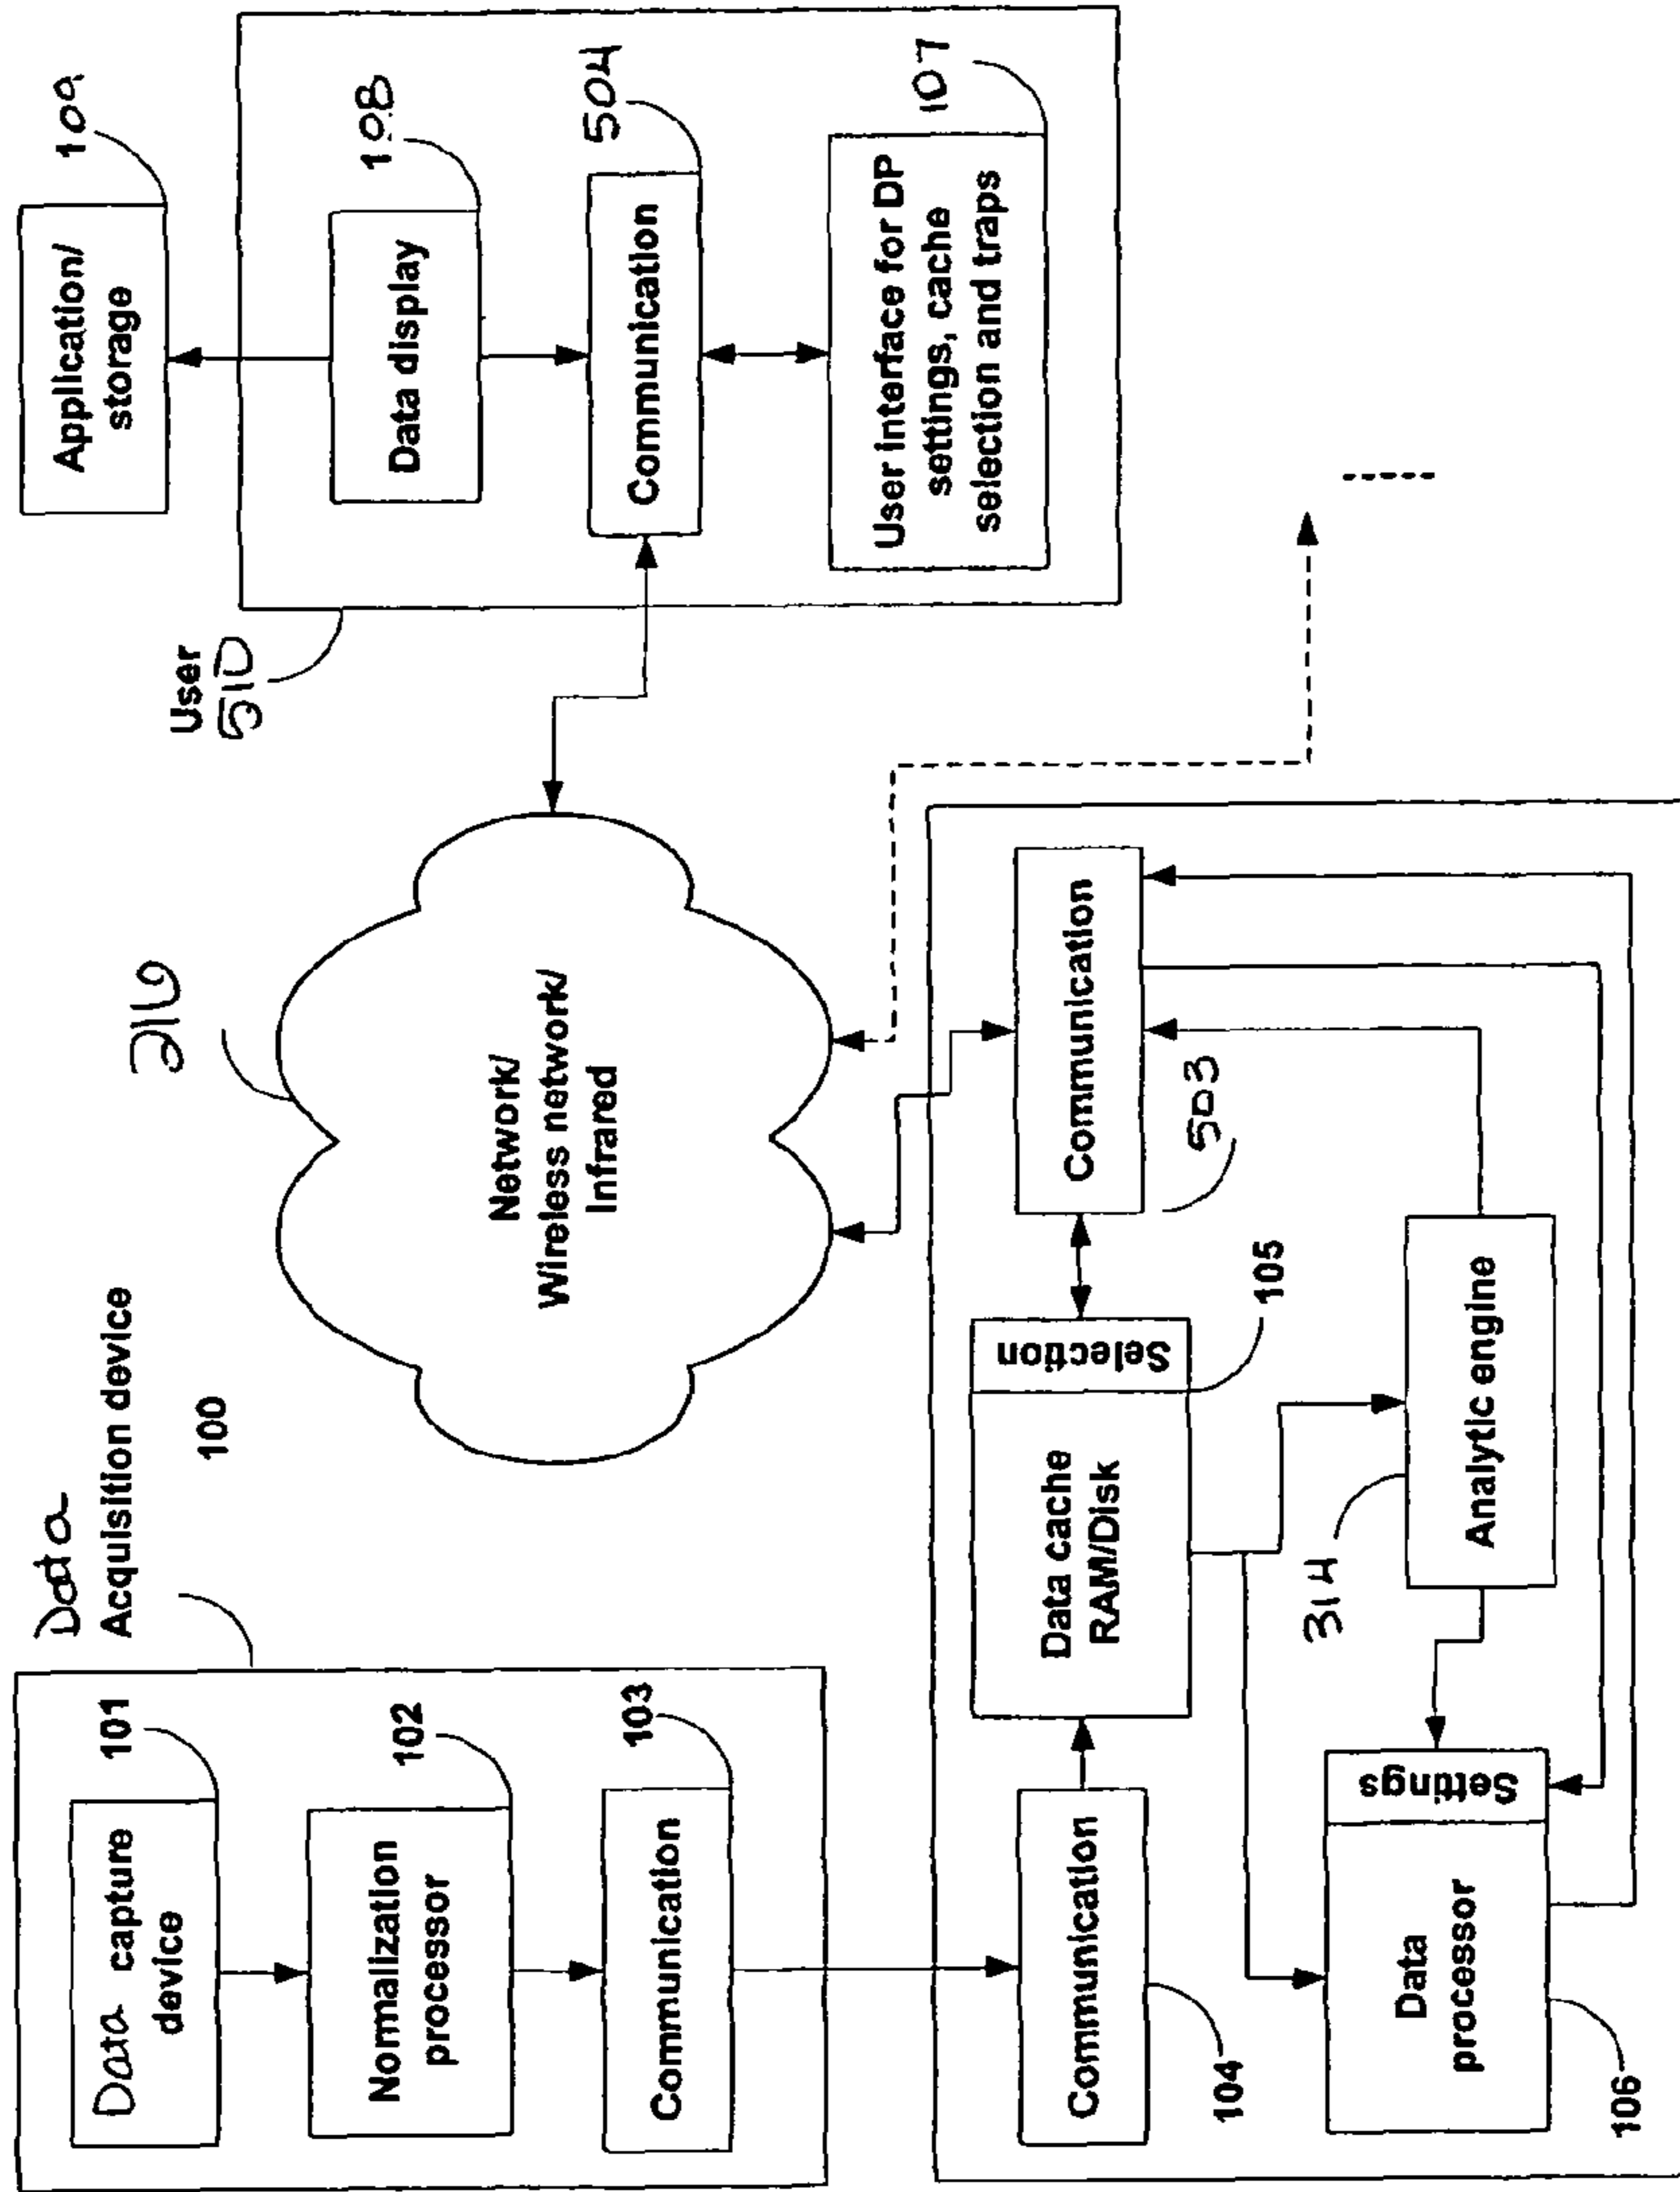 Data
Acquisition device
100
Data capture
device
101
Normalization
processor
102
Communication
103
Network/
Wireless network/
Infrared
User
510
Application/
storage
109
Data display
108
Communication
504
User interface for DP
settings, cache
selection and traps
107
Communication
104
Data cache
RAM/Disk
Selection
105
Communication
503
Data
processor
Settings
106
Analytic engine
314